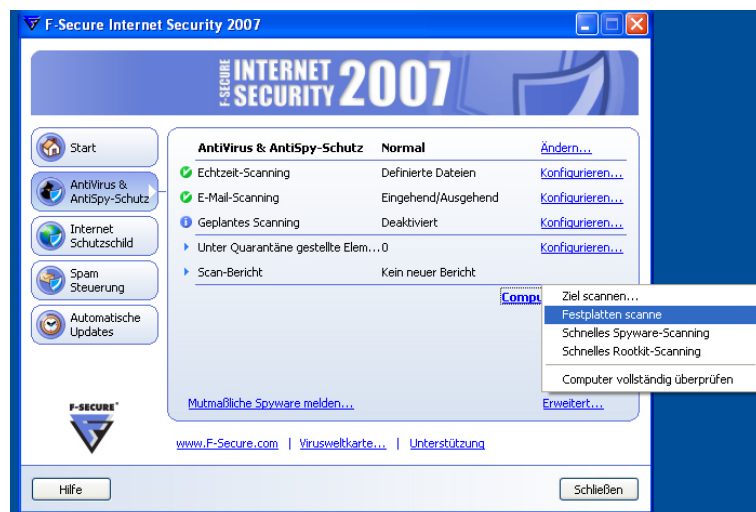 F-Secure Internet Security 2007
F-SECURE INTERNET SECURITY 2007
Start
AntiVirus &
AntiSpy-Schutz
Internet
Schutzschild
Spam
Steuerung
Automatische
Updates
F-SECURE
AntiVirus & AntiSpy-Schutz Normal Ändern...
Echtzeit-Scanning Definierte Dateien Konfigurieren...
E-Mail-Scanning Eingehend/Ausgehend Konfigurieren...
Geplantes Scanning Deaktiviert Konfigurieren...
Unter Quarantäne gestellte Elem...0 Konfigurieren...
Scan-Bericht Kein neuer Bericht
Compu
Ziel scannen...
Festplatten scanne
Schnelles Spyware-Scanning
Schnelles Rootkit-Scanning
Computer vollständig überprüfen
Mutmaßliche Spyware melden... Erweitert...
www.F-Secure.com | Virusweltkarte... | Unterstützung
Hilfe Schließen